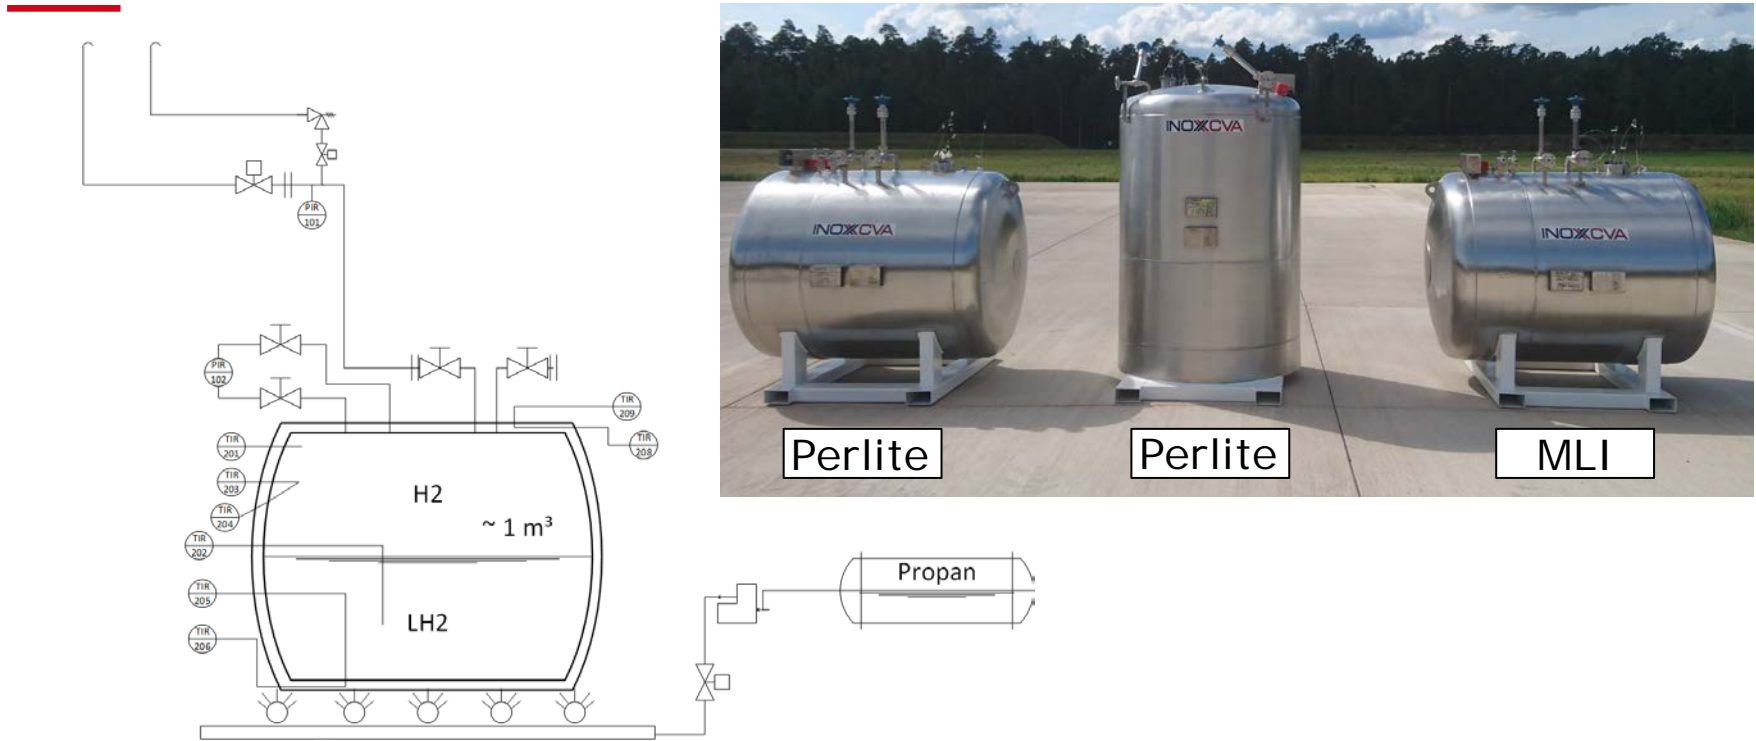 PIR
101
PIR
102
TIR
209
TIR
208
TIR
201
TIR
203
TIR
204
TIR
202
TIR
205
TIR
206
H2
~ 1 m³
LH2
Propan
INOXCVA
INOXCVA
INOXCVA
Perlite
Perlite
MLI